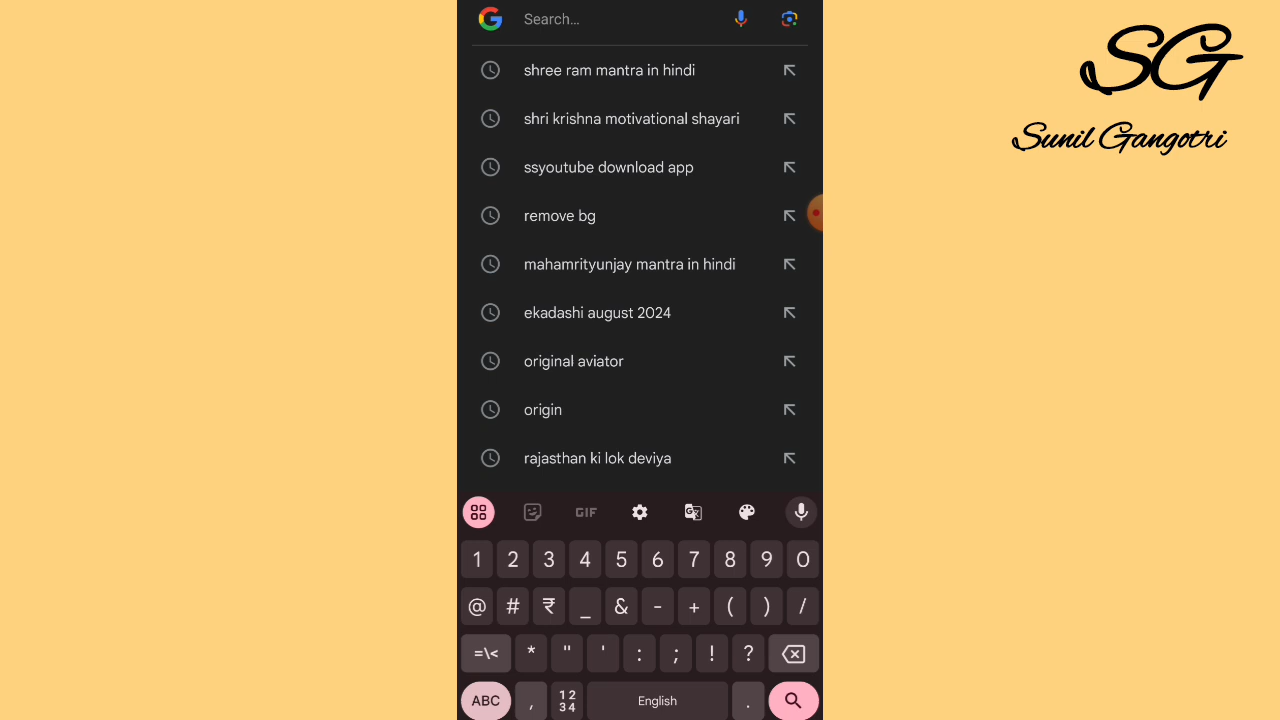 Search...
shree ram mantra in hindi
shri krishna motivational shayari
ssyoutube download app
remove bg
mahamrityunjay mantra in hindi
ekadashi august 2024
original aviator
origin
rajasthan ki lok deviya
GIF
1 2 3 4 5 6 7 8 9 0
@ # ₹ _ & - + ( ) /
=\< * " ' : ; ! ?
ABC , 12 34 English .
SG
Sunil Gangotri